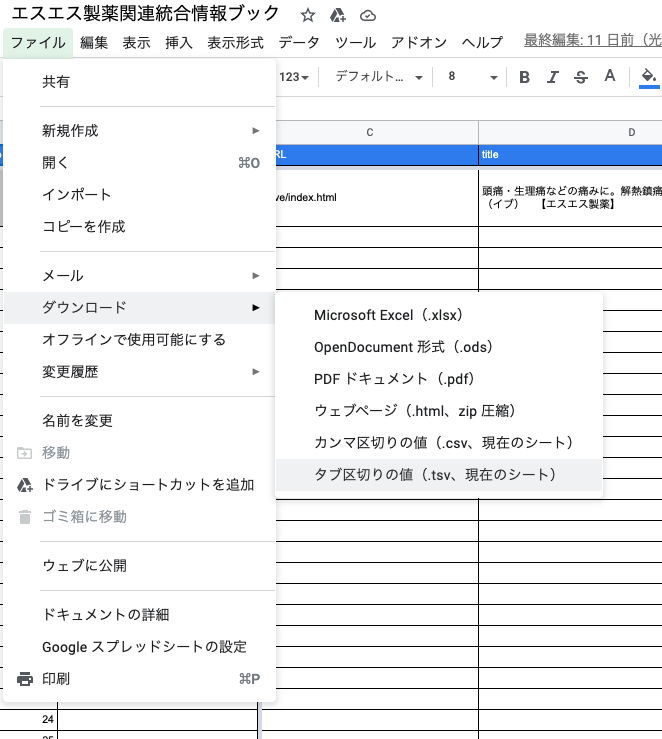 エスエス製薬関連統合情報ブック
ファイル 編集 表示 挿入 表示形式 データ ツール アドオン ヘルプ 最終編集: 11 日前（光
123 デフォルト... 8 B I S A
共有
新規作成
開く ⌘O
インポート
コピーを作成
メール
ダウンロード
オフラインで使用可能にする
変更履歴
名前を変更
移動
ドライブにショートカットを追加
ゴミ箱に移動
ウェブに公開
ドキュメントの詳細
Google スプレッドシートの設定
印刷 ⌘P
Microsoft Excel（.xlsx）
OpenDocument 形式（.ods）
PDF ドキュメント（.pdf）
ウェブページ（.html、zip 圧縮）
カンマ区切りの値（.csv、現在のシート）
タブ区切りの値（.tsv、現在のシート）
C D
RL title
ve/index.html
頭痛・生理痛などの痛みに。解熱鎮痛
（イブ） 【エスエス製薬】
24
25